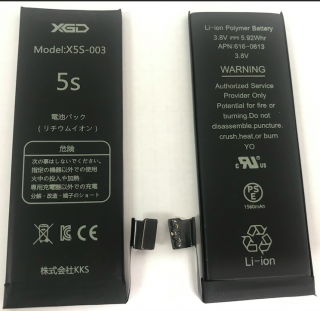 XGD
Model:X5S-003
5s
電池パック
(リチウムイオン)
危険
次の事はしないでください
指定の機器以外での使用
火中の投入や加熱
専用充電器以外での充電
分解・改造・端子のショート
株式会社KKS
Li-ion Polymer Battery
3.8V 5.92Whr
APN:616-0613
3.8V
WARNING
Authorized Service
Provider Only
Potential for fire or
burning.Do not
disassemble,puncture,
crush,heat,or burn
YO
PS
E
1560mAh
Li-ion